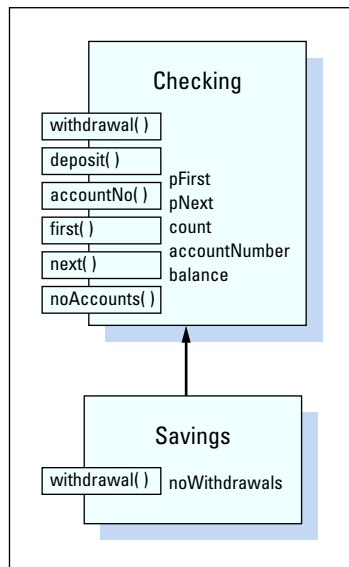 Checking
withdrawal( )
deposit( )
accountNo( )
first( )
next( )
noAccounts( )
pFirst
pNext
count
accountNumber
balance
Savings
withdrawal( )
noWithdrawals